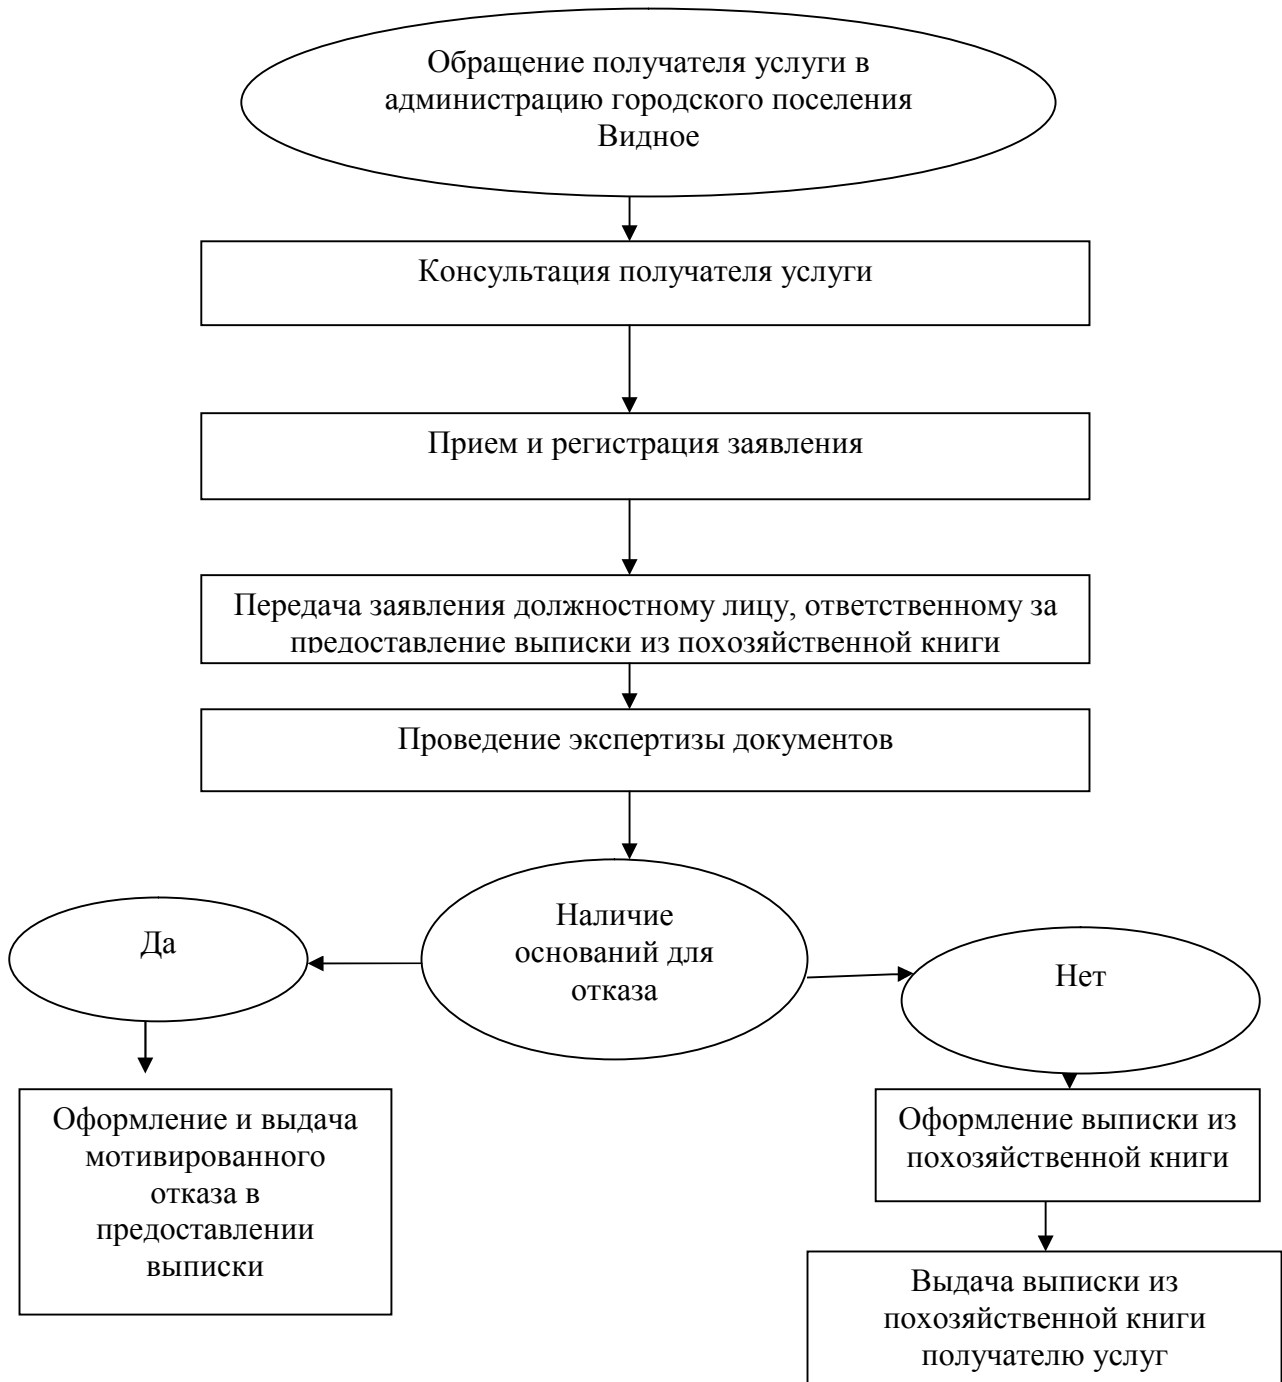 Обращение получателя услуги в
администрацию городского поселения
Видное
Консультация получателя услуги
Прием и регистрация заявления
Передача заявления должностному лицу, ответственному за
предоставление выписки из похозяйственной книги
Проведение экспертизы документов
Наличие
оснований для
отказа
Да
Нет
Оформление и выдача
мотивированного
отказа в
предоставлении
выписки
Оформление выписки из
похозяйственной книги
Выдача выписки из
похозяйственной книги
получателю услуг